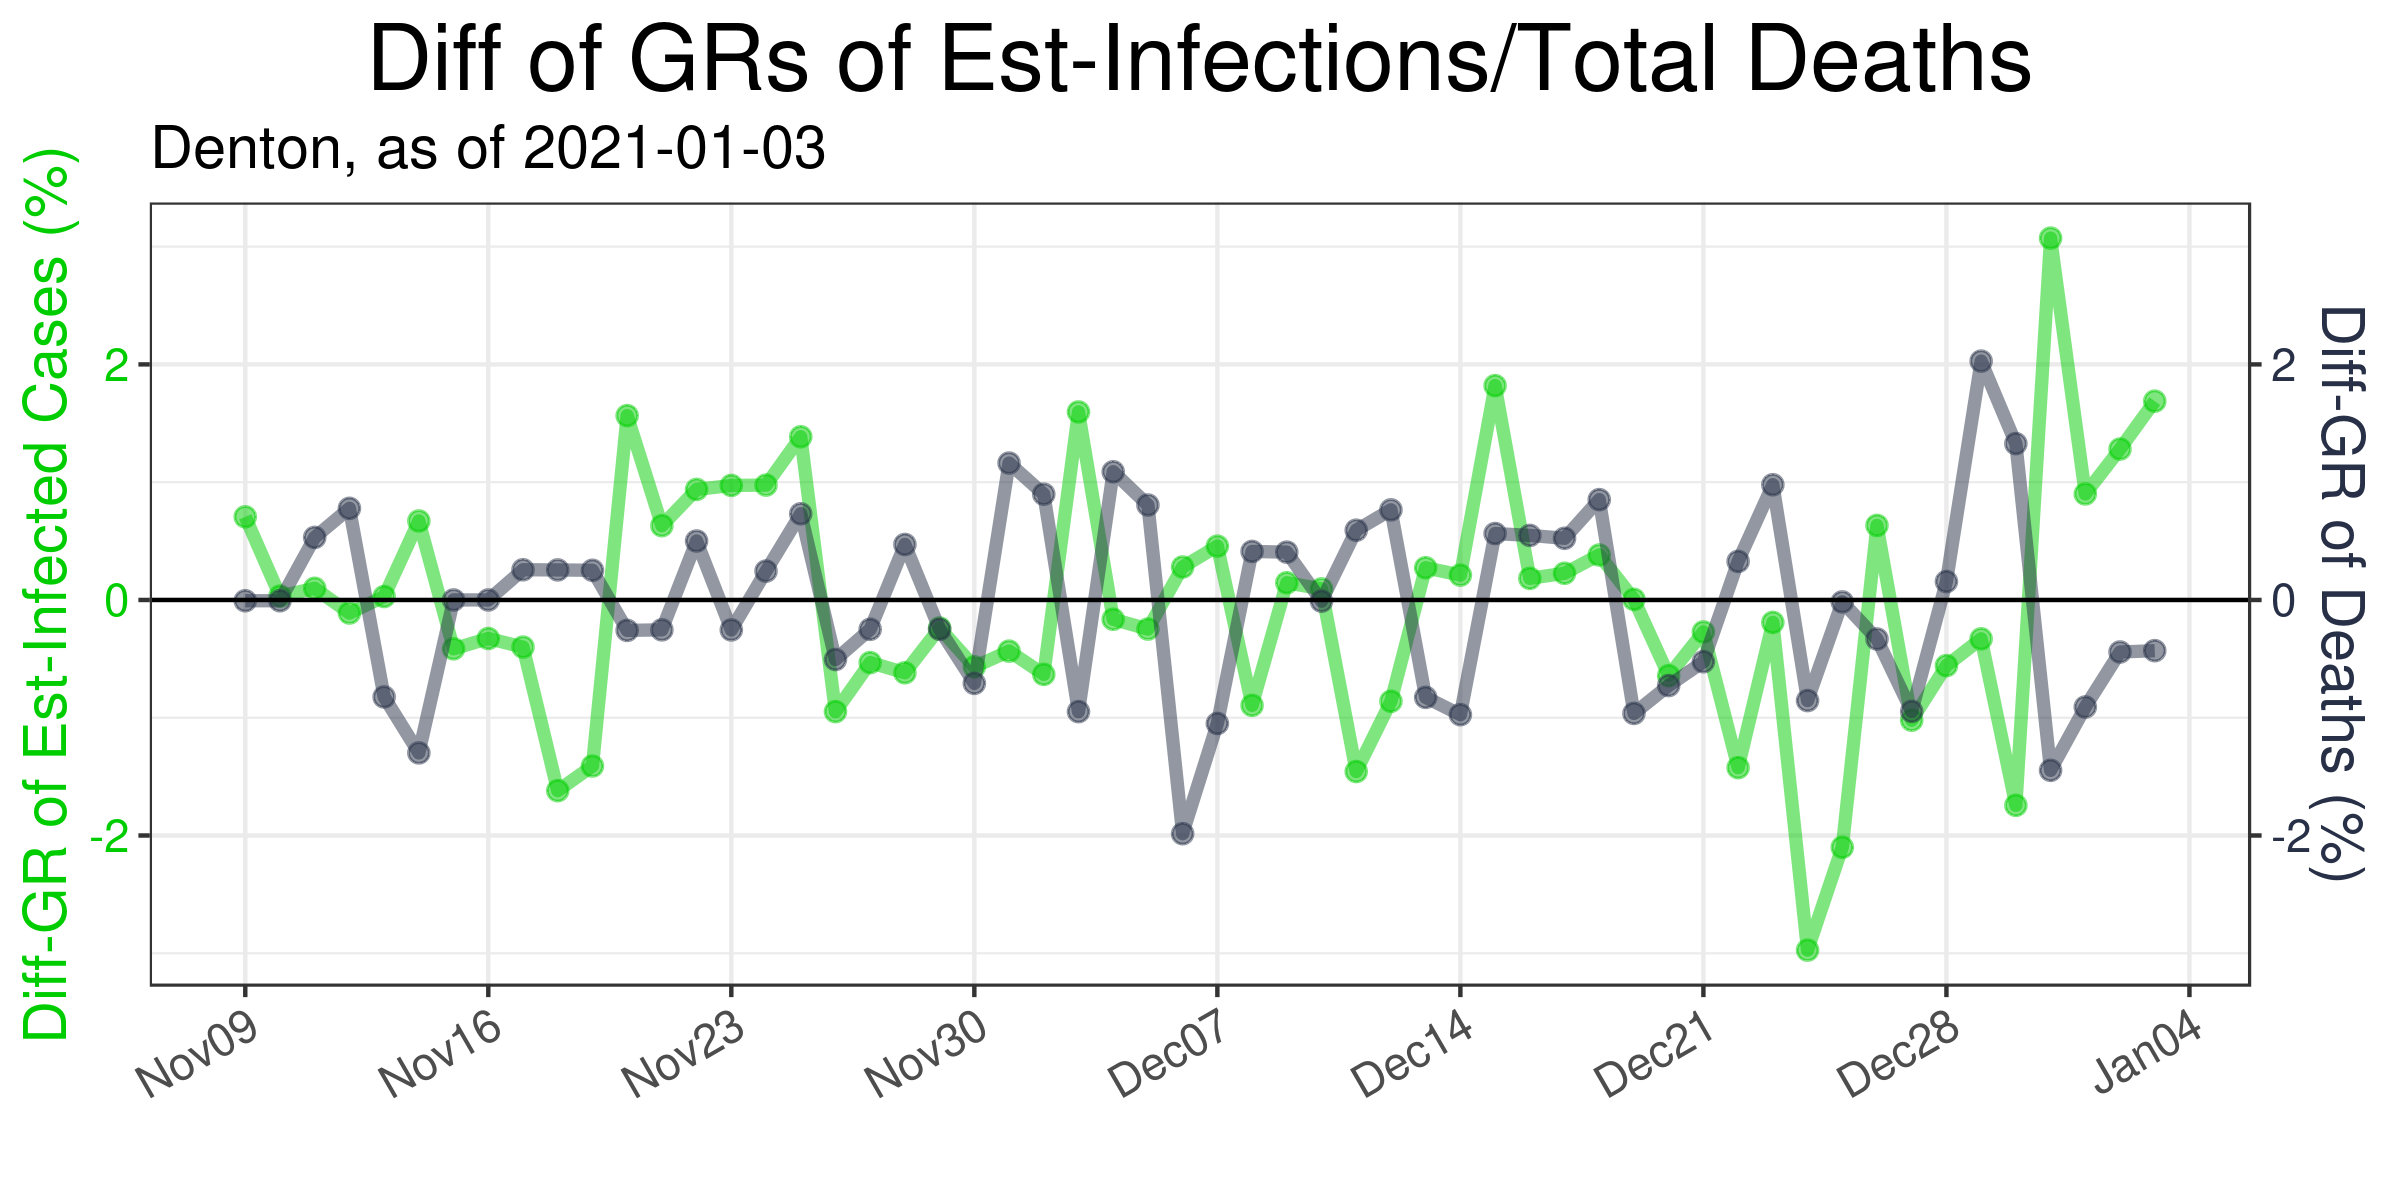 Diff of GRs of Est-Infections/Total Deaths
Denton, as of 2021-01-03
Diff-GR of Est-Infected Cases (%)
2
0
-2
2
0
-2
Diff-GR of Deaths (%)
Nov09
Nov16
Nov23
Nov30
Dec07
Dec14
Dec21
Dec28
Jan04